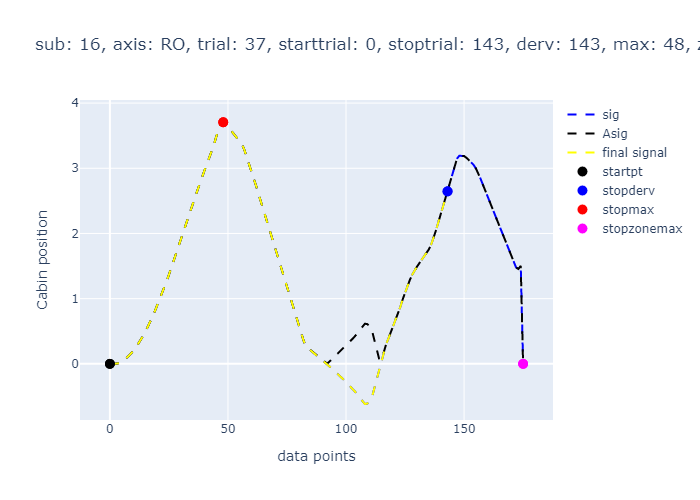 sub: 16, axis: RO, trial: 37, starttrial: 0, stoptrial: 143, derv: 143, max: 48,
4
3
2
1
0
0
50
100
150
Cabin position
data points
sig
Asig
final signal
startpt
stopderv
stopmax
stopzonemax